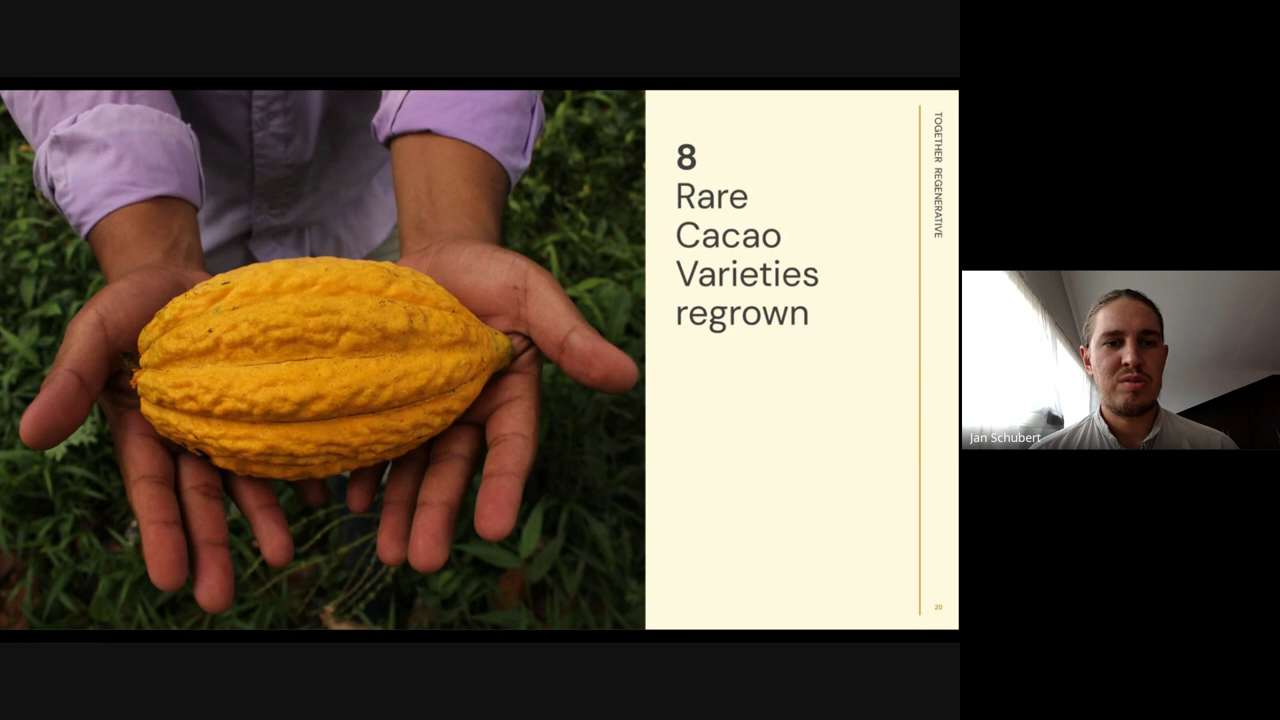 8
Rare
Cacao
Varieties
regrown
TOGETHER REGENERATIVE
20
Jan Schubert